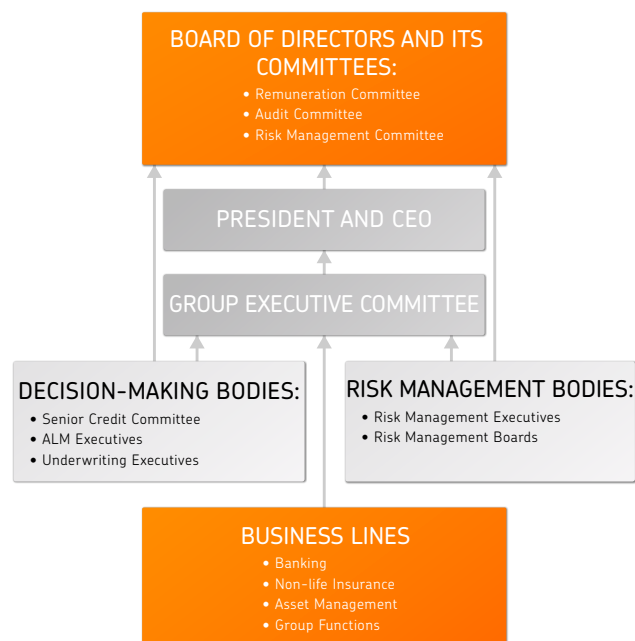 BOARD OF DIRECTORS AND ITS
COMMITTEES:
• Remuneration Committee
• Audit Committee
• Risk Management Committee
PRESIDENT AND CEO
GROUP EXECUTIVE COMMITTEE
DECISION-MAKING BODIES:
• Senior Credit Committee
• ALM Executives
• Underwriting Executives
RISK MANAGEMENT BODIES:
• Risk Management Executives
• Risk Management Boards
BUSINESS LINES
• Banking
• Non-life Insurance
• Asset Management
• Group Functions